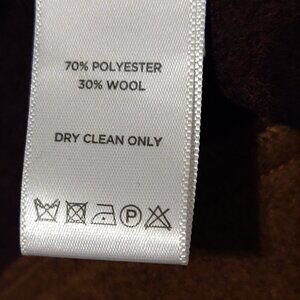 70% POLYESTER
30% WOOL
DRY CLEAN ONLY
P